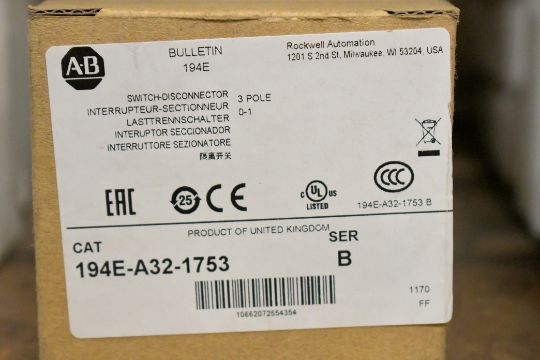 A-B
BULLETIN
194E
Rockwell Automation
1201 S 2nd St, Milwaukee, WI 53204, USA
SWITCH-DISCONNECTOR 3 POLE
INTERRUPTEUR-SECTIONNEUR 0-1
LASTTRENNSCHALTER
INTERUPTOR SECCIONADOR
INTERRUTTORE SEZIONATORE
隔离开关
EAC 25 CE C UL US LISTED CCC
194E-A32-1753 B
PRODUCT OF UNITED KINGDOM
CAT SER
194E-A32-1753 B
10662072554354
1170
FF